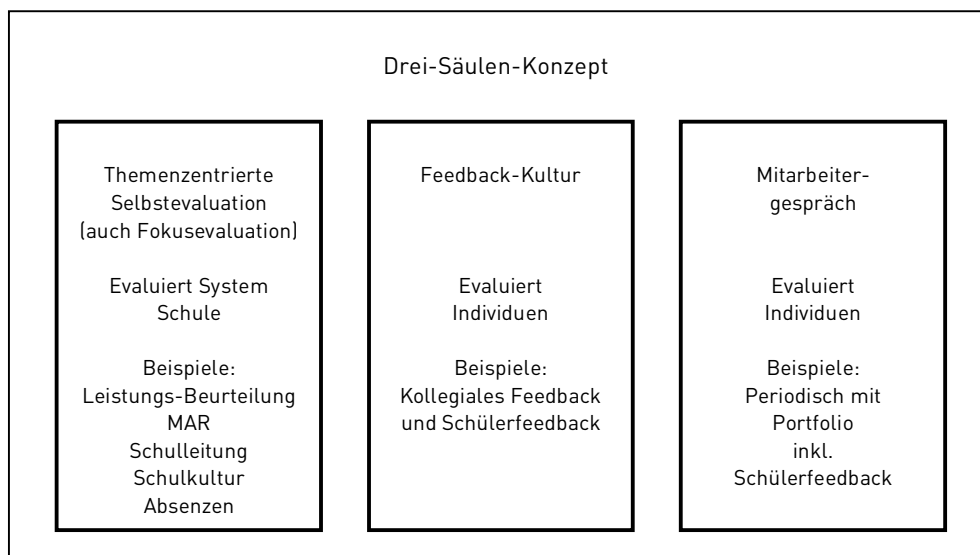 Drei-Säulen-Konzept
Themenzentrierte
Selbstevaluation
(auch Fokusevaluation)
Evaluiert System
Schule
Beispiele:
Leistungs-Beurteilung
MAR
Schulleitung
Schulkultur
Absenzen
Feedback-Kultur
Evaluiert
Individuen
Beispiele:
Kollegiales Feedback
und Schülerfeedback
Mitarbeiter-
gespräch
Evaluiert
Individuen
Beispiele:
Periodisch mit
Portfolio
inkl.
Schülerfeedback